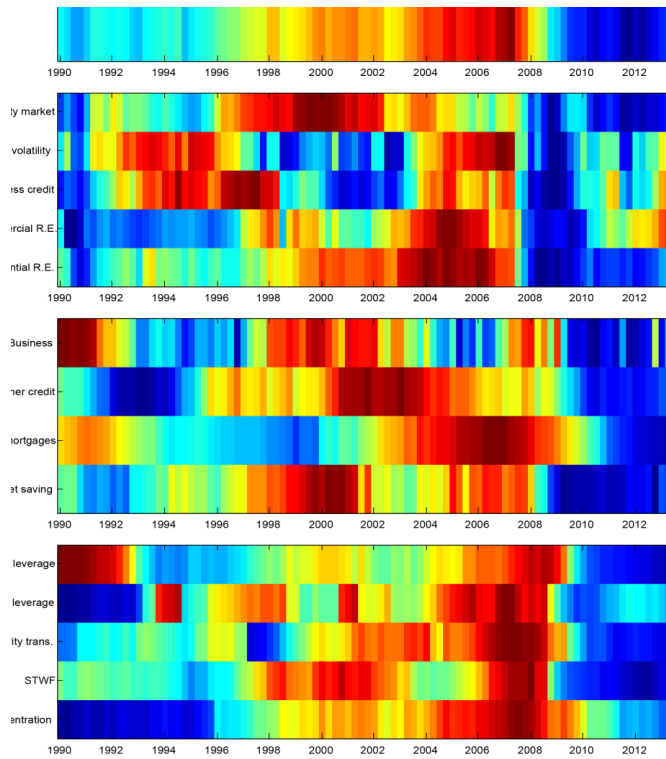 1990 1992 1994 1996 1998 2000 2002 2004 2006 2008 2010 2012
ty market
volatility
ess credit
ercial R.E.
ntial R.E.
1990 1992 1994 1996 1998 2000 2002 2004 2006 2008 2010 2012
Business
ner credit
mortgages
et saving
1990 1992 1994 1996 1998 2000 2002 2004 2006 2008 2010 2012
leverage
leverage
ity trans.
STWF
entration
1990 1992 1994 1996 1998 2000 2002 2004 2006 2008 2010 2012